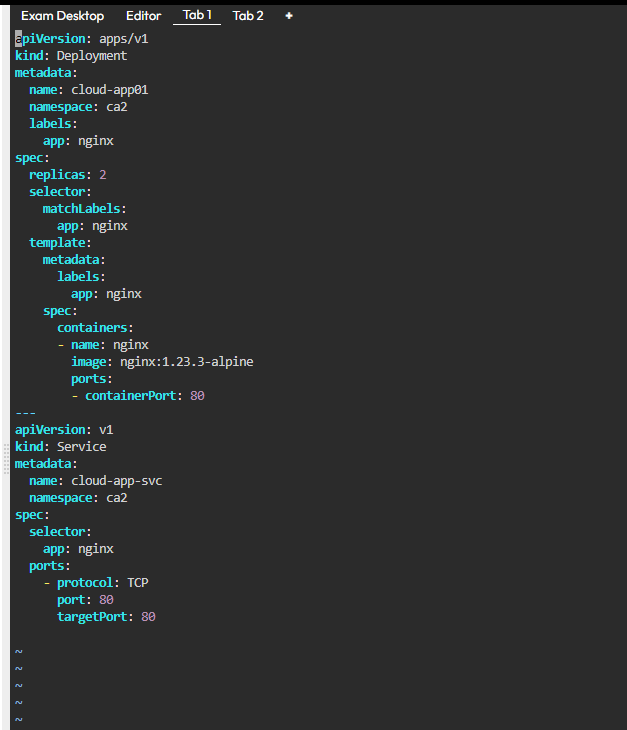 Exam Desktop Editor Tab 1 Tab 2 +
apiVersion: apps/v1
kind: Deployment
metadata:
  name: cloud-app01
  namespace: ca2
  labels:
    app: nginx
spec:
  replicas: 2
  selector:
    matchLabels:
      app: nginx
  template:
    metadata:
      labels:
        app: nginx
    spec:
      containers:
      - name: nginx
        image: nginx:1.23.3-alpine
        ports:
        - containerPort: 80
---
apiVersion: v1
kind: Service
metadata:
  name: cloud-app-svc
  namespace: ca2
spec:
  selector:
    app: nginx
  ports:
    - protocol: TCP
      port: 80
      targetPort: 80
~
~
~
~
~